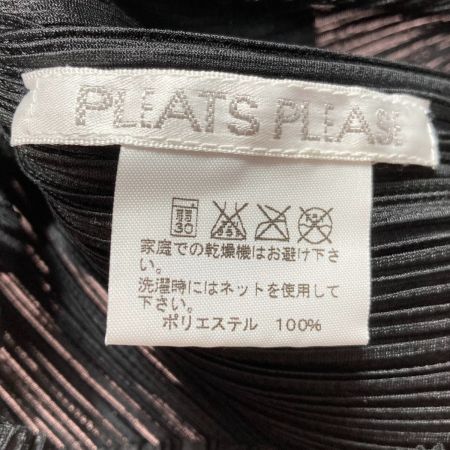 PLEATS PLEASE
弱
30
家庭での乾燥機はお避け下さ
い。
洗濯時にはネットを使用して
下さい。
ポリエステル 100%